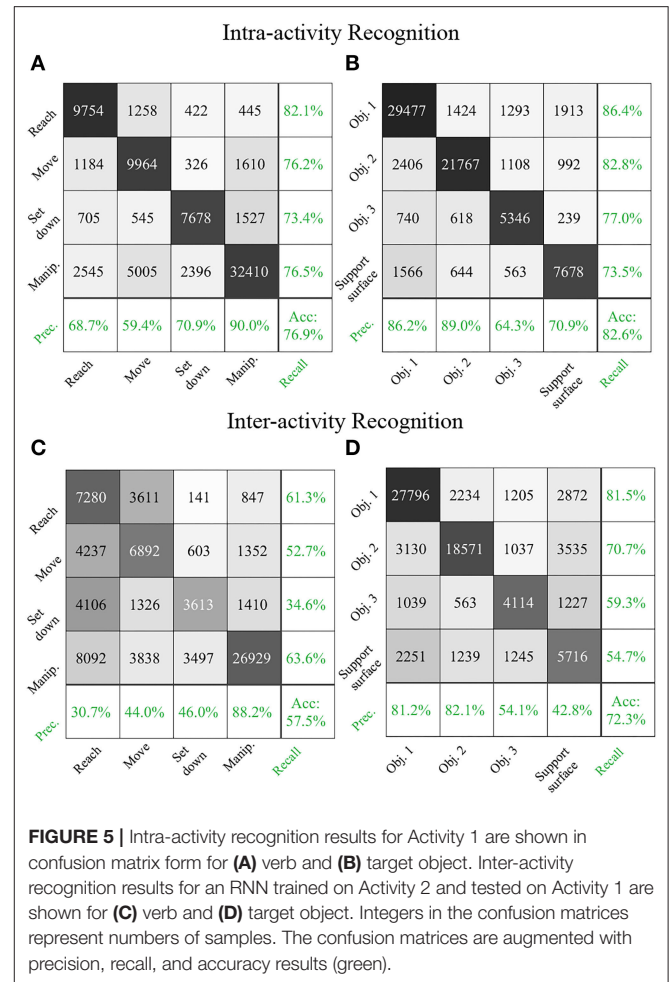 Intra-activity Recognition
A
B
Reach 9754 1258 422 445 82.1%
Move 1184 9964 326 1610 76.2%
Set down 705 545 7678 1527 73.4%
Manip. 2545 5005 2396 32410 76.5%
Prec. 68.7% 59.4% 70.9% 90.0% Acc: 76.9%
Reach Move Set down Manip. Recall
Obj. 1 29477 1424 1293 1913 86.4%
Obj. 2 2406 21767 1108 992 82.8%
Obj. 3 740 618 5346 239 77.0%
Support surface 1566 644 563 7678 73.5%
Prec. 86.2% 89.0% 64.3% 70.9% Acc: 82.6%
Obj. 1 Obj. 2 Obj. 3 Support surface Recall
Inter-activity Recognition
C
D
Reach 7280 3611 141 847 61.3%
Move 4237 6892 603 1352 52.7%
Set down 4106 1326 3613 1410 34.6%
Manip. 8092 3838 3497 26929 63.6%
Prec. 30.7% 44.0% 46.0% 88.2% Acc: 57.5%
Reach Move Set down Manip. Recall
Obj. 1 27796 2234 1205 2872 81.5%
Obj. 2 3130 18571 1037 3535 70.7%
Obj. 3 1039 563 4114 1227 59.3%
Support surface 2251 1239 1245 5716 54.7%
Prec. 81.2% 82.1% 54.1% 42.8% Acc: 72.3%
Obj. 1 Obj. 2 Obj. 3 Support surface Recall
FIGURE 5 | Intra-activity recognition results for Activity 1 are shown in
confusion matrix form for (A) verb and (B) target object. Inter-activity
recognition results for an RNN trained on Activity 2 and tested on Activity 1 are
shown for (C) verb and (D) target object. Integers in the confusion matrices
represent numbers of samples. The confusion matrices are augmented with
precision, recall, and accuracy results (green).